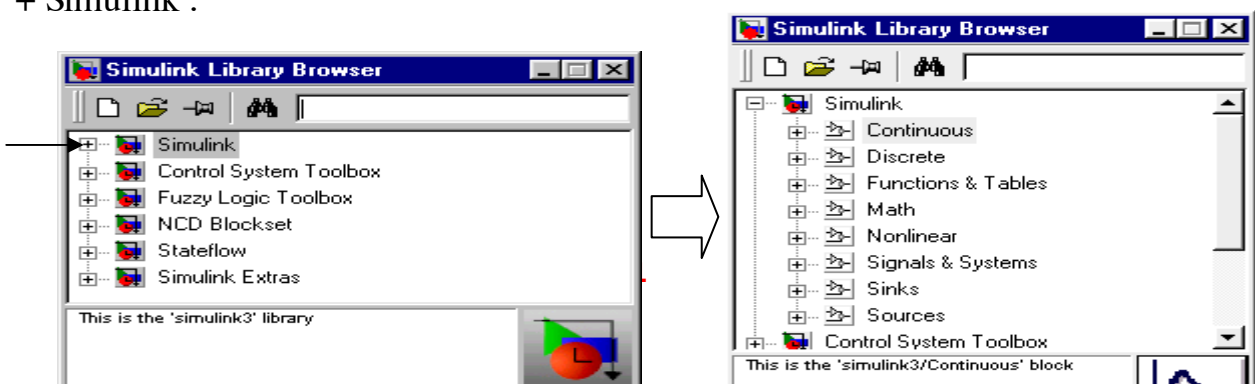 + Simulink .
Simulink Library Browser
Simulink
Control System Toolbox
Fuzzy Logic Toolbox
NCD Blockset
Stateflow
Simulink Extras
This is the 'simulink3' library
Simulink Library Browser
Simulink
Continuous
Discrete
Functions & Tables
Math
Nonlinear
Signals & Systems
Sinks
Sources
Control System Toolbox
This is the 'simulink3/Continuous' block